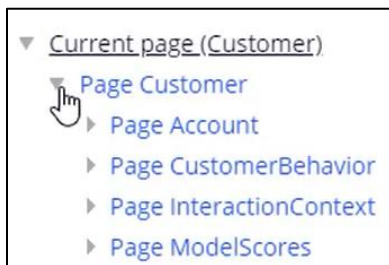 Current page (Customer)
Page Customer
Page Account
Page CustomerBehavior
Page InteractionContext
Page ModelScores